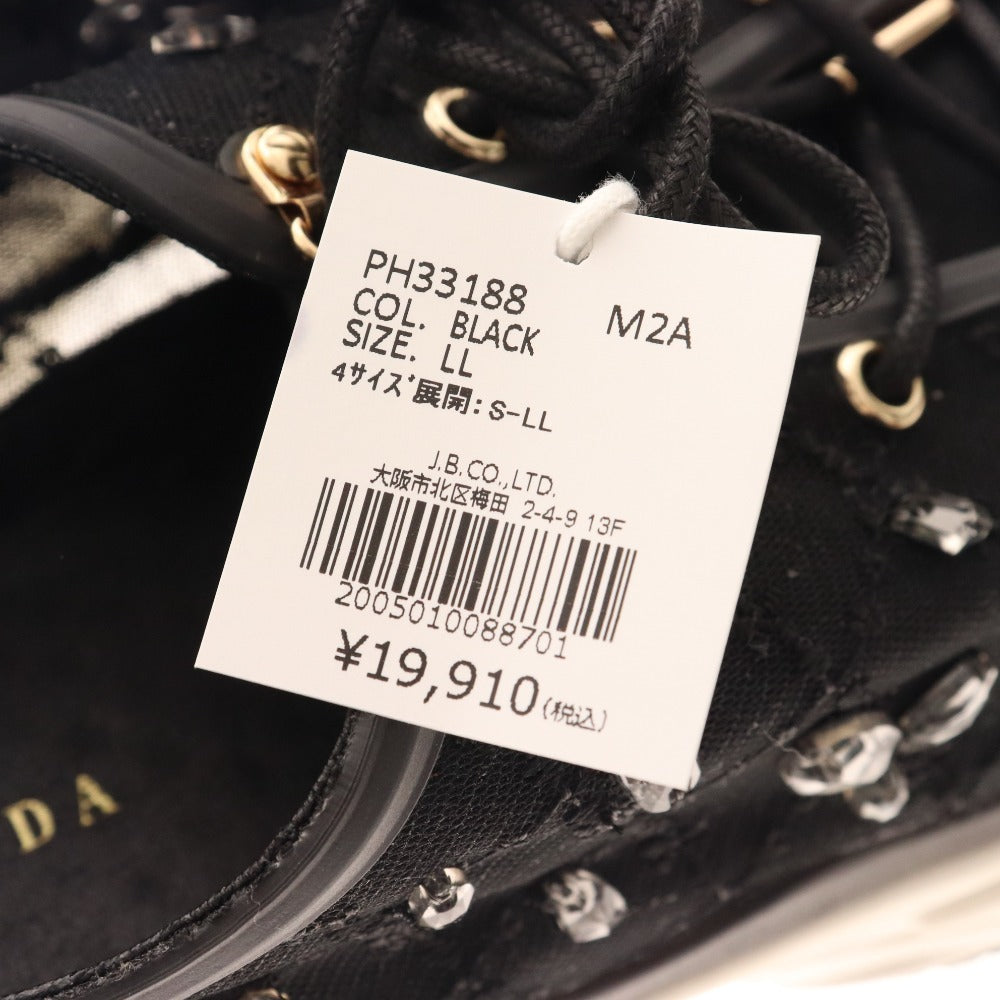 PH33188 M2A
COL. BLACK
SIZE. LL
4サイズ展開: S-LL
J.B.CO.,LTD.
大阪市北区梅田 2-4-9 13F
2005010088701
¥19,910(税込)
DA